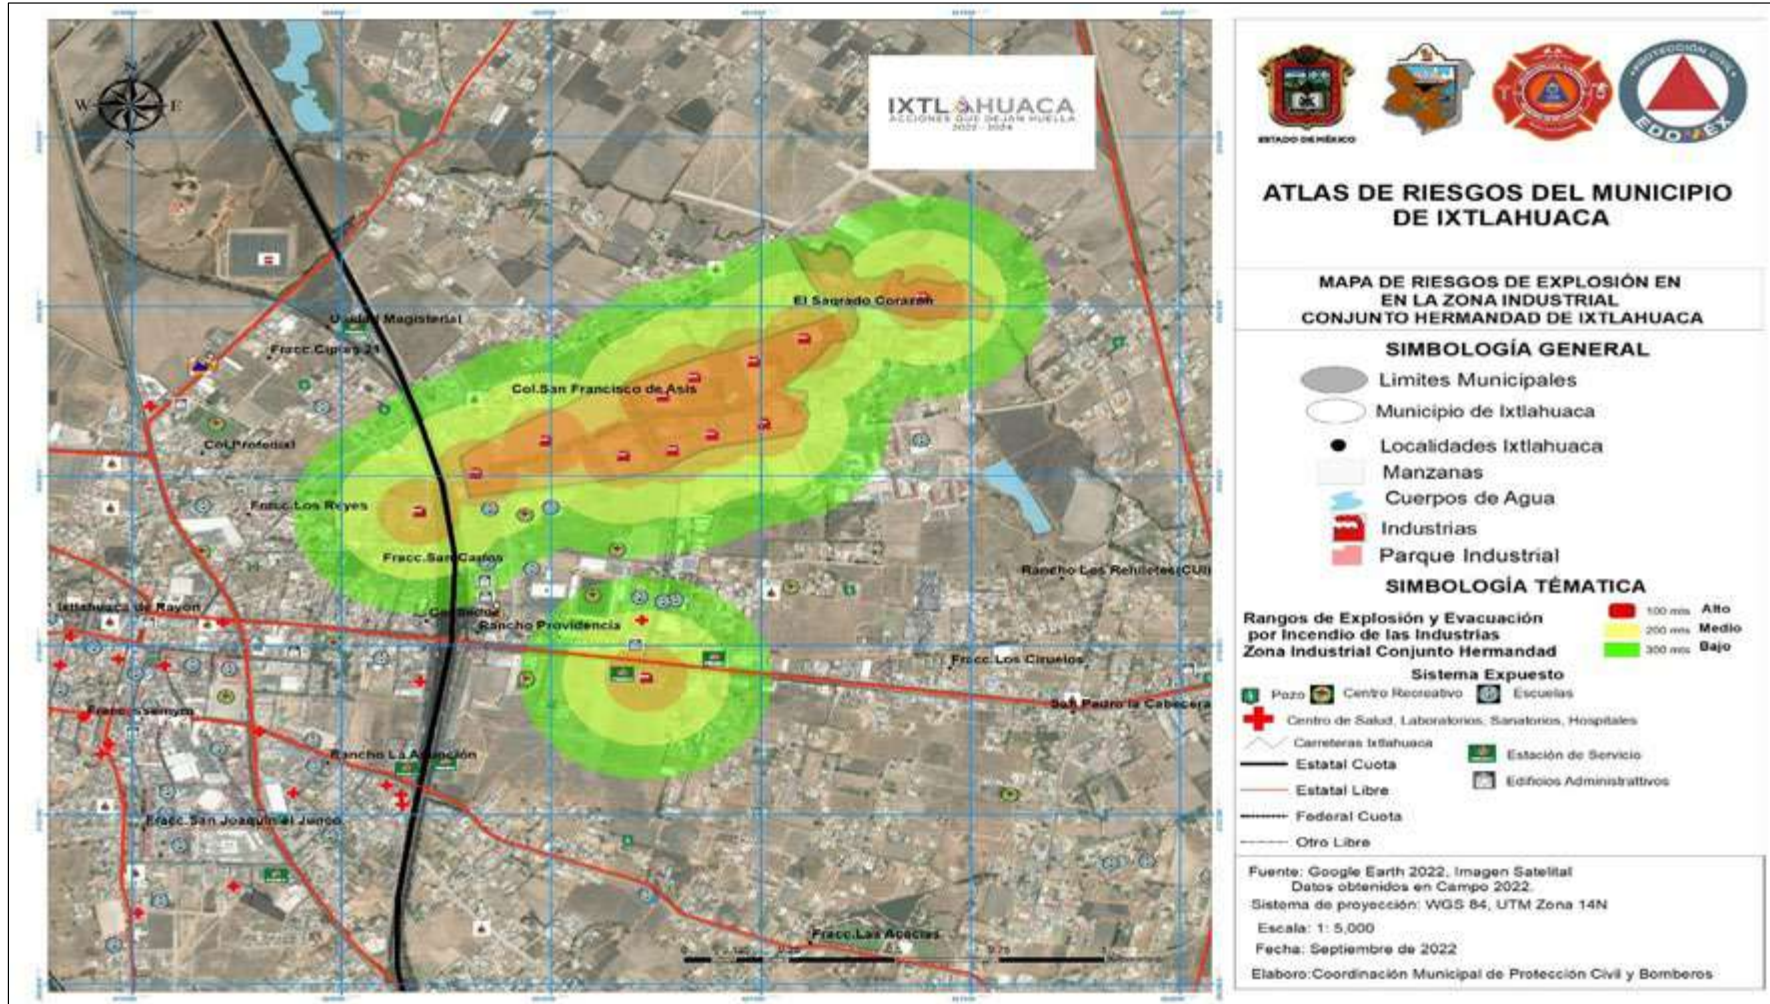 N
W
E
S
IXTLAHUACA
ACCIONES QUE DEJAN HUELLA
2022 - 2024
El Sagrado Corazón
Unidad Magisterial
Fracc.Cipres 21
Col.San Francisco de Asis
Col.Proforial
Fracc.Los Reyes
Fracc.San Carlos
Rancho Los Rehiletes(CUI)
Ixtlahuaca de Rayón
Rancho Providencia
Fracc.Los Ciruelos
San Pedro la Cabecera
Rancho La Asunción
Fracc.San Joaquin el Junco
Fracc.Las Acacias
ESTADO DE MÉXICO
PROTECCIÓN CIVIL
EDOMEX
ATLAS DE RIESGOS DEL MUNICIPIO
DE IXTLAHUACA
MAPA DE RIESGOS DE EXPLOSIÓN EN
EN LA ZONA INDUSTRIAL
CONJUNTO HERMANDAD DE IXTLAHUACA
SIMBOLOGÍA GENERAL
Limites Municipales
Municipio de Ixtlahuaca
Localidades Ixtlahuaca
Manzanas
Cuerpos de Agua
Industrias
Parque Industrial
SIMBOLOGÍA TÉMATICA
Rangos de Explosión y Evacuación
por Incendio de las Industrias
Zona Industrial Conjunto Hermandad
100 mts Alto
200 mts Medio
300 mts Bajo
Sistema Expuesto
Pozo Centro Recreativo Escuelas
Centro de Salud, Laboratorios, Sanatorios, Hospitales
Carreteras Ixtlahuaca
Estación de Servicio
Estatal Cuota
Edificios Administrattivos
Estatal Libre
Federal Cuota
Otro Libre
Fuente: Google Earth 2022, Imagen Satelital
Datos obtenidos en Campo 2022.
Sistema de proyección: WGS 84, UTM Zona 14N
Escala: 1: 5,000
Fecha: Septiembre de 2022
Elaboro:Coordinación Municipal de Protección Civil y Bomberos